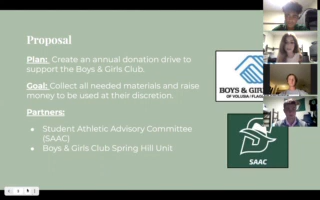 Proposal
Plan: Create an annual donation drive to
support the Boys & Girls Club.
Goal: Collect all needed materials and raise
money to be used at their discretion.
Partners:
● Student Athletic Advisory Committee
(SAAC)
● Boys & Girls Club Spring Hill Unit
BOYS & GIR
OF VOLUSIA / FLAG
SAAC